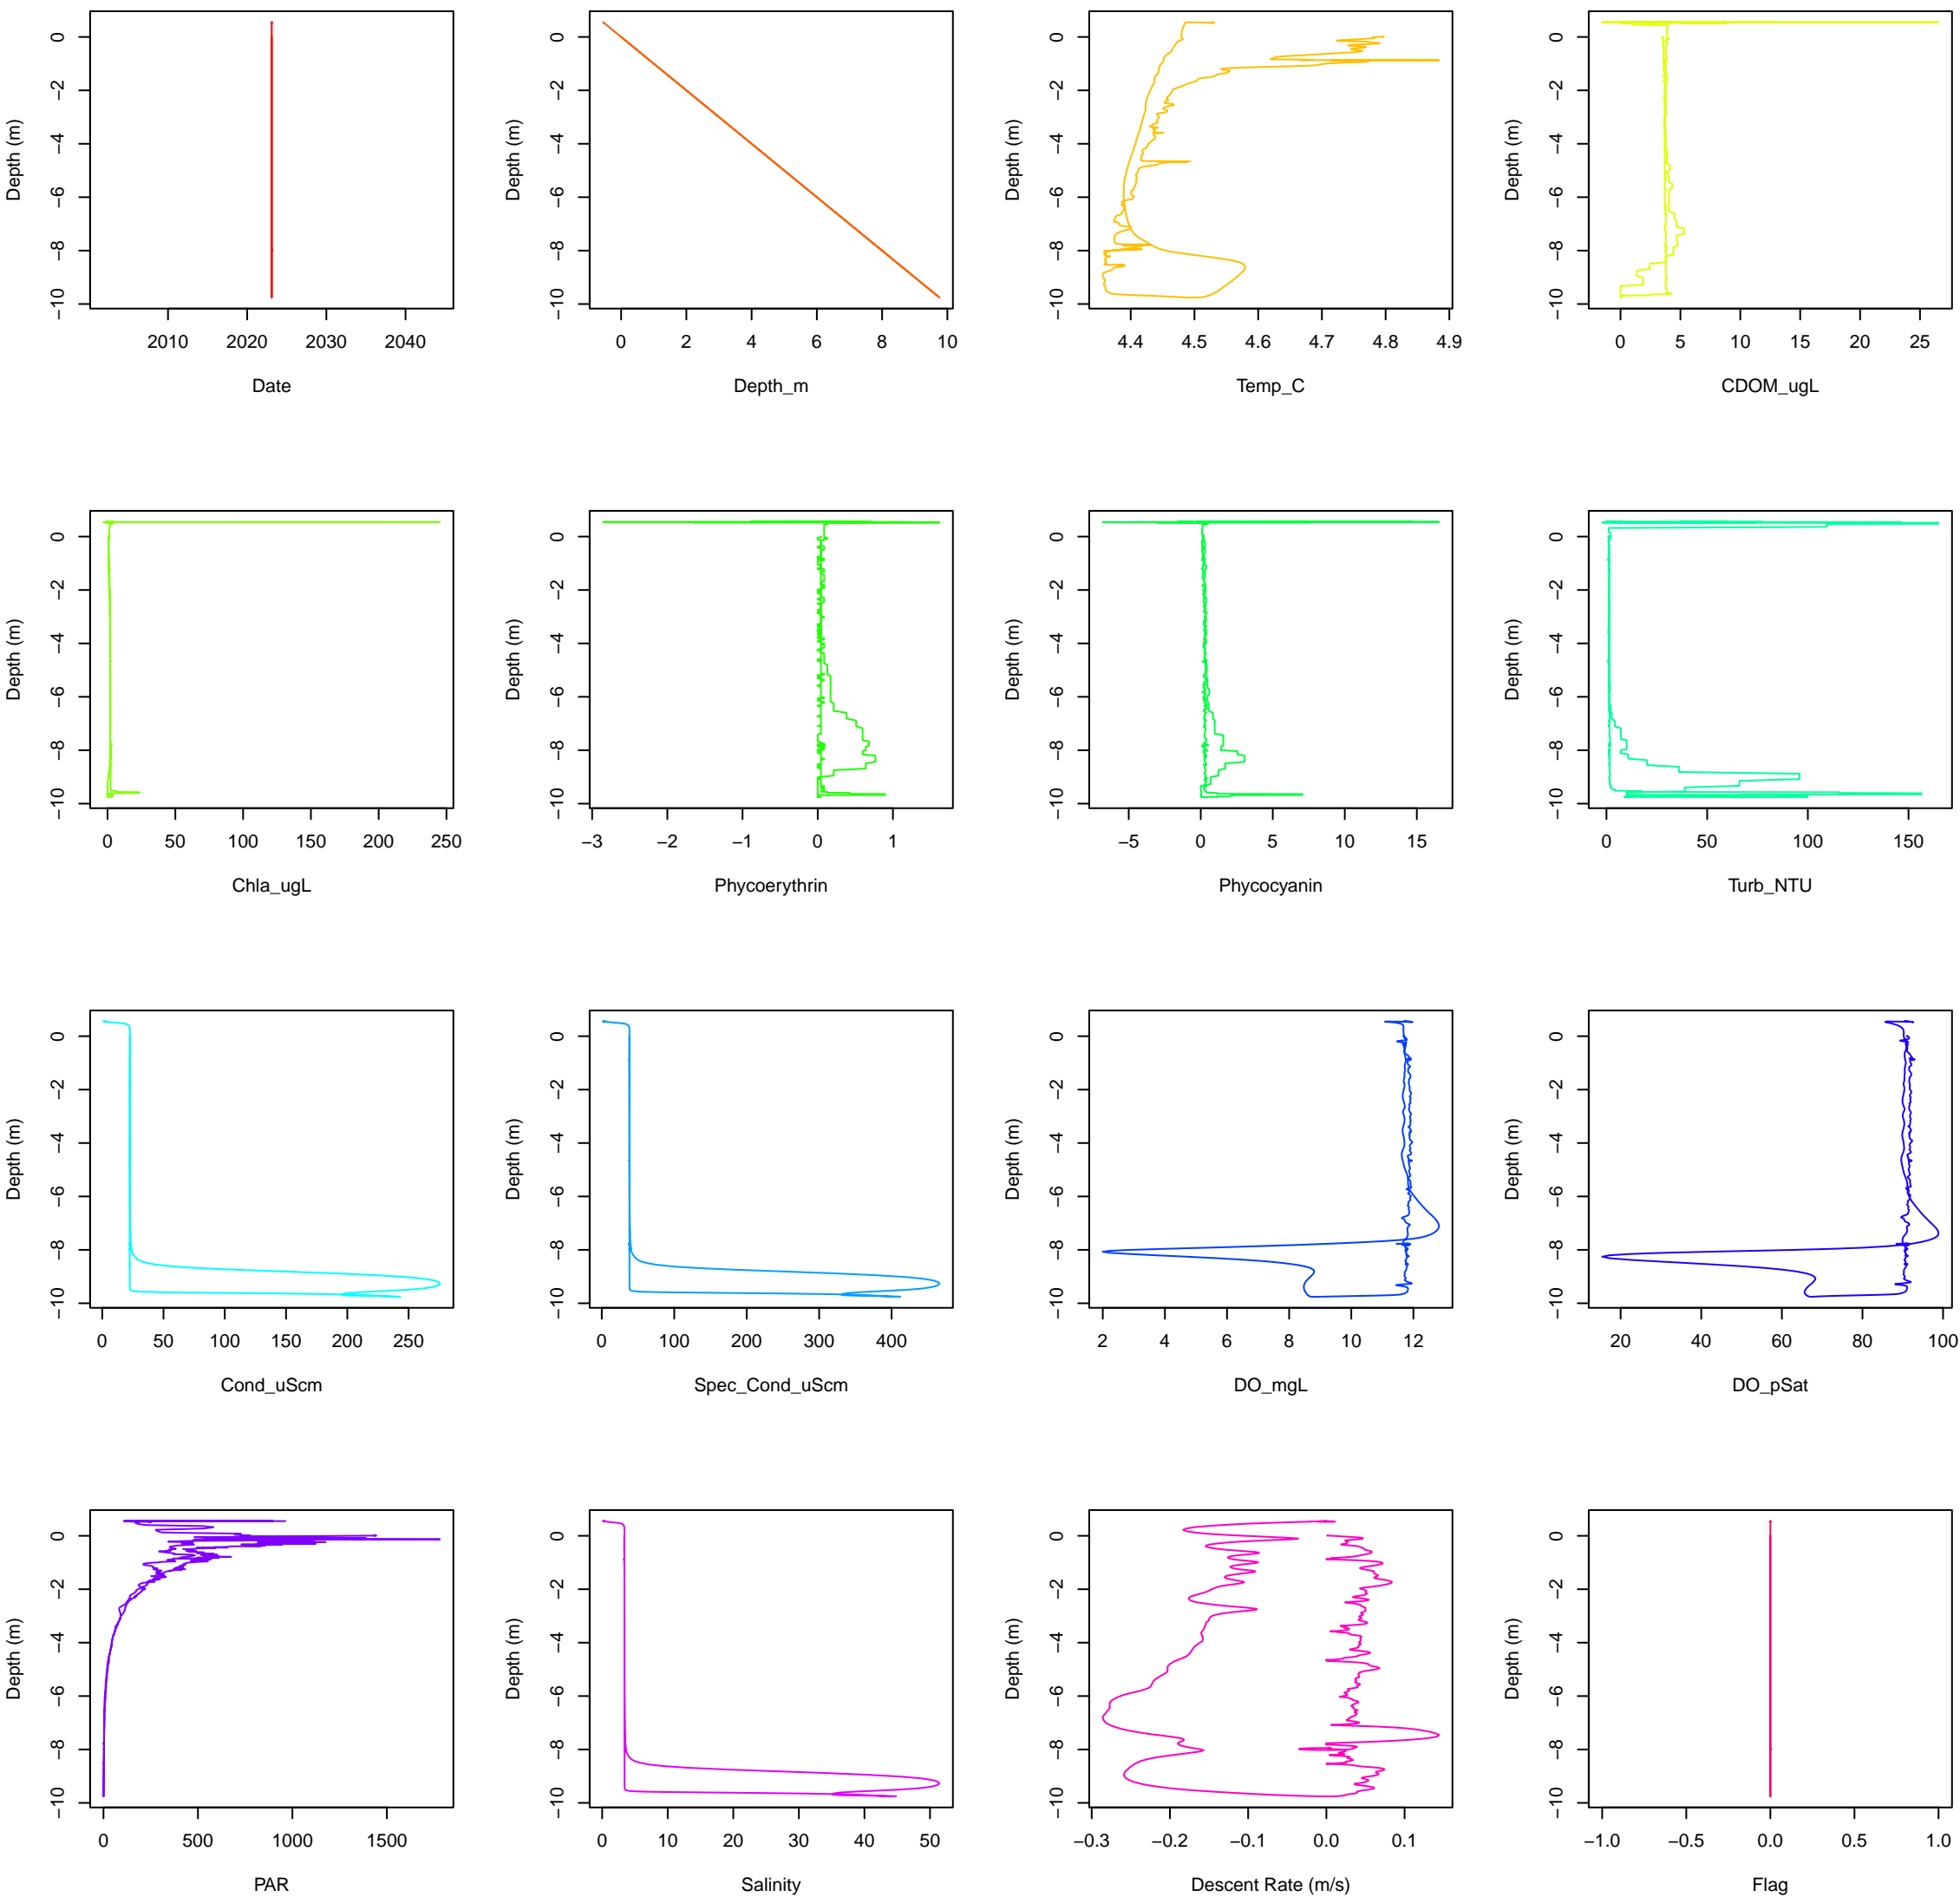 Depth (m)
0
−2
−4
−6
−8
−10
2010 2020 2030 2040
Date
Depth (m)
0
−2
−4
−6
−8
−10
0 2 4 6 8 10
Depth_m
Depth (m)
0
−2
−4
−6
−8
−10
4.4 4.5 4.6 4.7 4.8 4.9
Temp_C
Depth (m)
0
−2
−4
−6
−8
−10
0 5 10 15 20 25
CDOM_ugL
Depth (m)
0
−2
−4
−6
−8
−10
0 50 100 150 200 250
Chla_ugL
Depth (m)
0
−2
−4
−6
−8
−10
−3 −2 −1 0 1
Phycoerythrin
Depth (m)
0
−2
−4
−6
−8
−10
−5 0 5 10 15
Phycocyanin
Depth (m)
0
−2
−4
−6
−8
−10
0 50 100 150
Turb_NTU
Depth (m)
0
−2
−4
−6
−8
−10
0 50 100 150 200 250
Cond_uScm
Depth (m)
0
−2
−4
−6
−8
−10
0 100 200 300 400
Spec_Cond_uScm
Depth (m)
0
−2
−4
−6
−8
−10
2 4 6 8 10 12
DO_mgL
Depth (m)
0
−2
−4
−6
−8
−10
20 40 60 80 100
DO_pSat
Depth (m)
0
−2
−4
−6
−8
−10
0 500 1000 1500
PAR
Depth (m)
0
−2
−4
−6
−8
−10
0 10 20 30 40 50
Salinity
Depth (m)
0
−2
−4
−6
−8
−10
−0.3 −0.2 −0.1 0.0 0.1
Descent Rate (m/s)
Depth (m)
0
−2
−4
−6
−8
−10
−1.0 −0.5 0.0 0.5 1.0
Flag